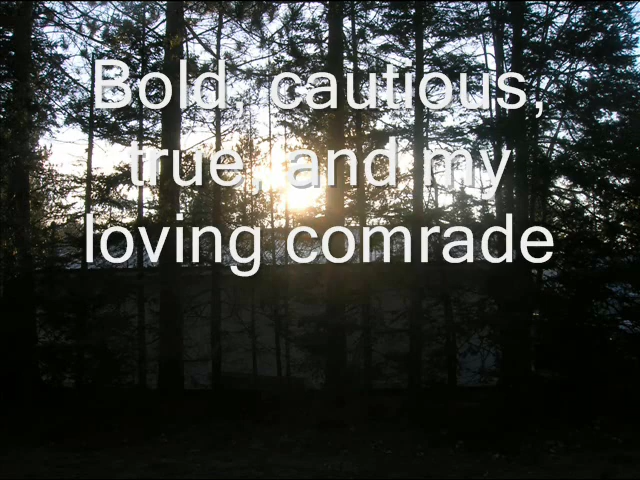 Bold, cautious,
true, and my
loving comrade